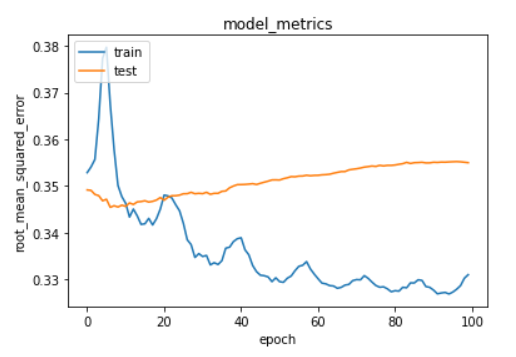 model_metrics
root_mean_squared_error
0.38
0.37
0.36
0.35
0.34
0.33
train
test
0 20 40 60 80 100
epoch